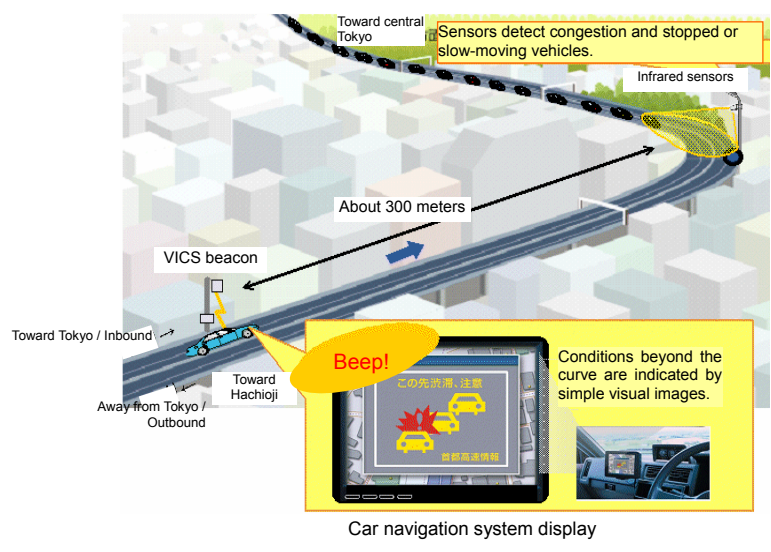 Toward central
Tokyo
Sensors detect congestion and stopped or
slow-moving vehicles.
Infrared sensors
About 300 meters
VICS beacon
Toward Tokyo / Inbound
Toward
Hachioji
Away from Tokyo /
Outbound
Beep!
この先渋滞、注意
首都高速情報
Conditions beyond the
curve are indicated by
simple visual images.
Car navigation system display